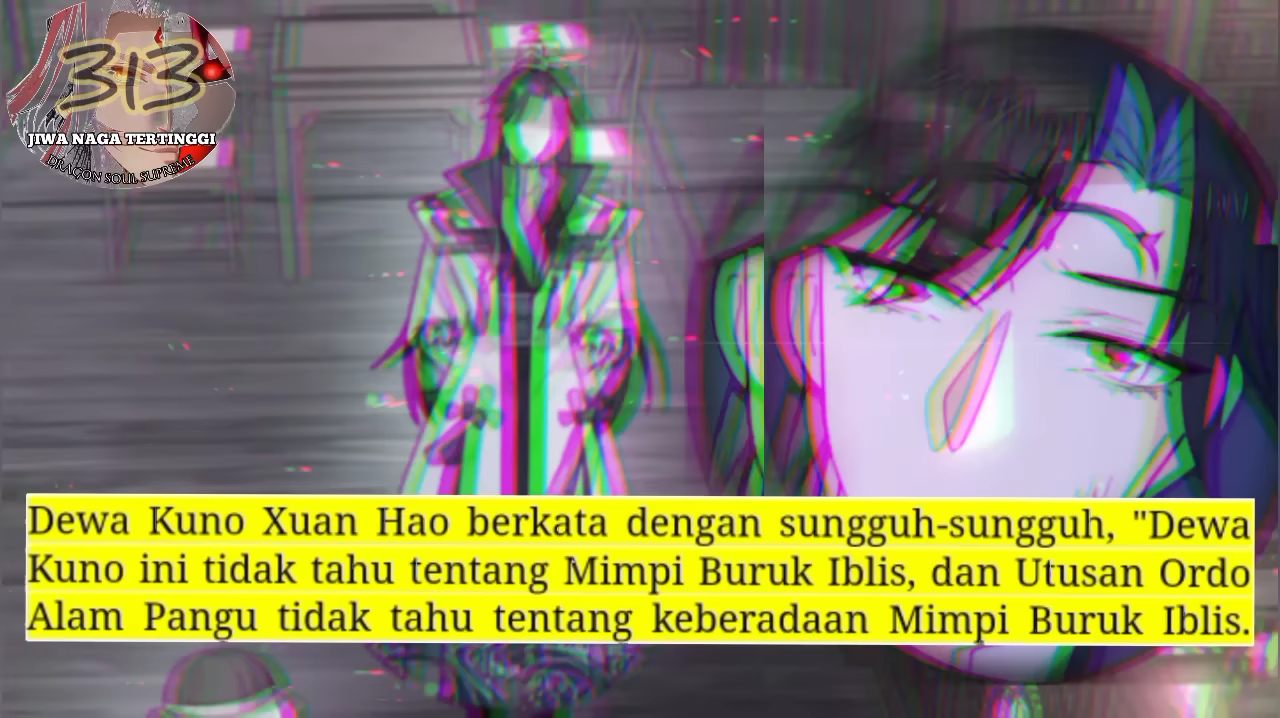 313
JIWA NAGA TERTINGGI
DRAGON SOUL SUPREME
Dewa Kuno Xuan Hao berkata dengan sungguh-sungguh, "Dewa
Kuno ini tidak tahu tentang Mimpi Buruk Iblis, dan Utusan Ordo
Alam Pangu tidak tahu tentang keberadaan Mimpi Buruk Iblis.